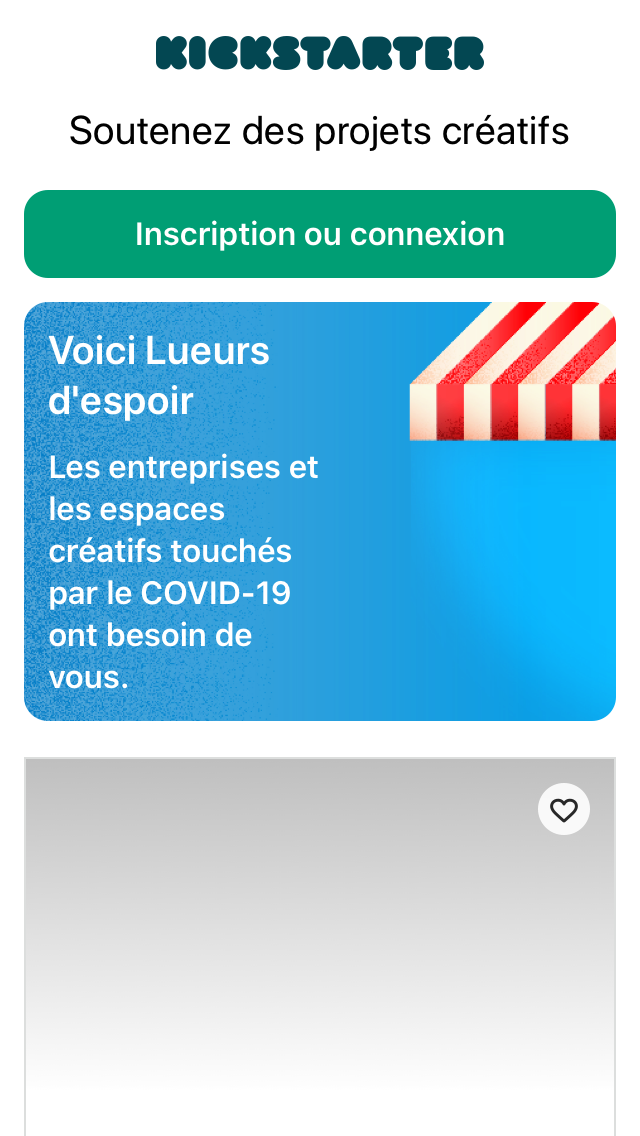 KICKSTARTER
Soutenez des projets créatifs
Inscription ou connexion
Voici Lueurs
d'espoir
Les entreprises et
les espaces
créatifs touchés
par le COVID-19
ont besoin de
vous.